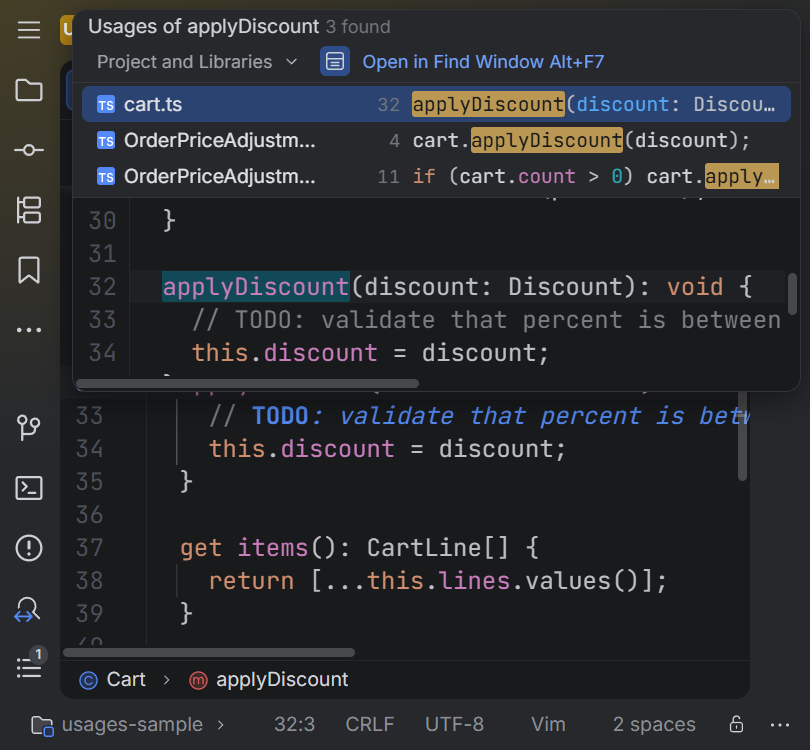 Usages of applyDiscount 3 found
Project and Libraries Open in Find Window Alt+F7
TS cart.ts 32 applyDiscount(discount: Discou…
TS OrderPriceAdjustm... 4 cart.applyDiscount(discount);
TS OrderPriceAdjustm... 11 if (cart.count > 0) cart.apply…
30 }
31
32 applyDiscount(discount: Discount): void {
33 // TODO: validate that percent is between
34 this.discount = discount;
33 // TODO: validate that percent is betw
34 this.discount = discount;
35 }
36
37 get items(): CartLine[] {
38 return [...this.lines.values()];
39 }
1
C Cart > m applyDiscount
usages-sample > 32:3 CRLF UTF-8 Vim 2 spaces